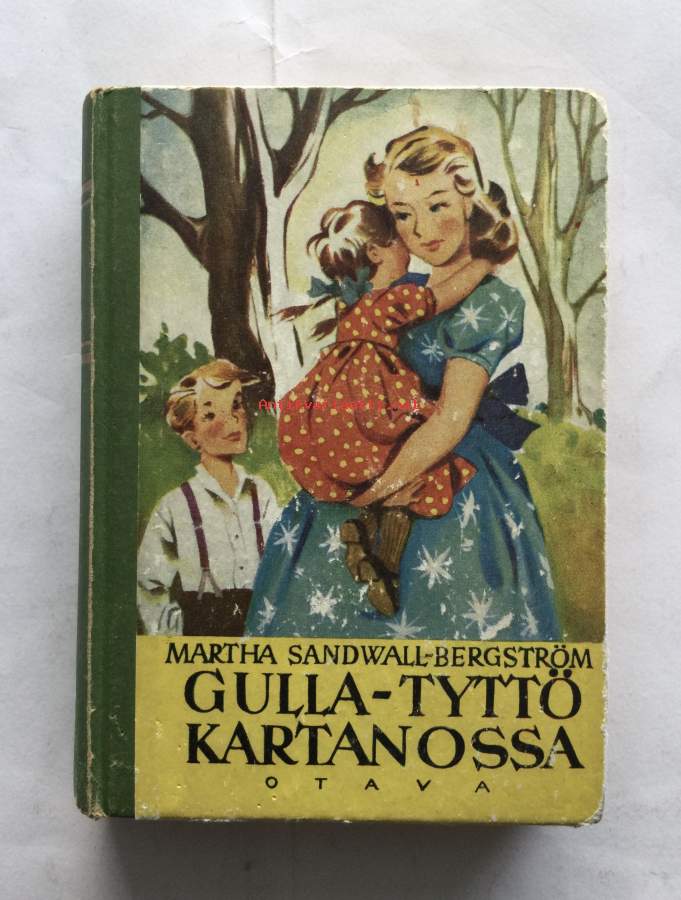 MARTHA SANDWALL-BERGSTRÖM
GULLA-TYTTÖ
KARTANOSSA
OTAVA